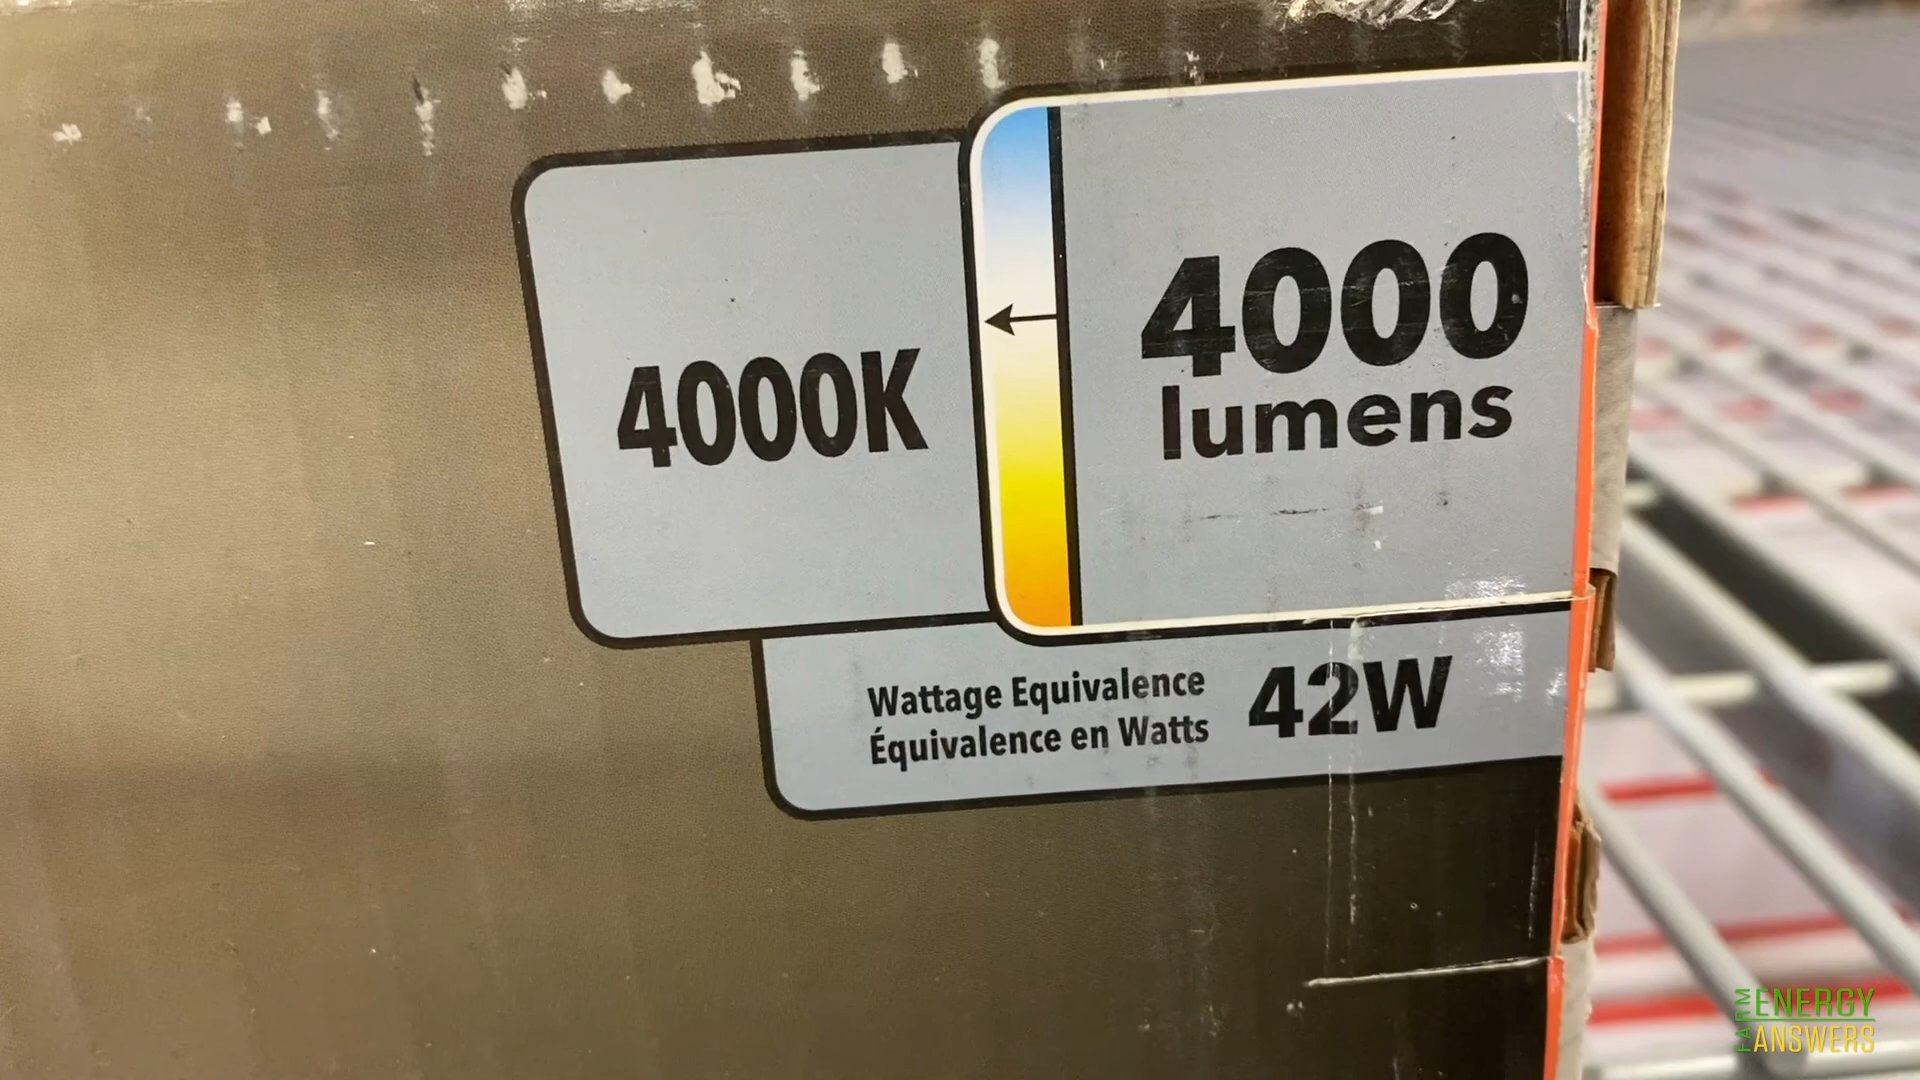 4000K
4000
lumens
Wattage Equivalence
Équivalence en Watts
42W
FARM
ENERGY
ANSWERS